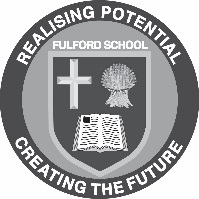 REALISING POTENTIAL
FULFORD SCHOOL
CREATING THE FUTURE